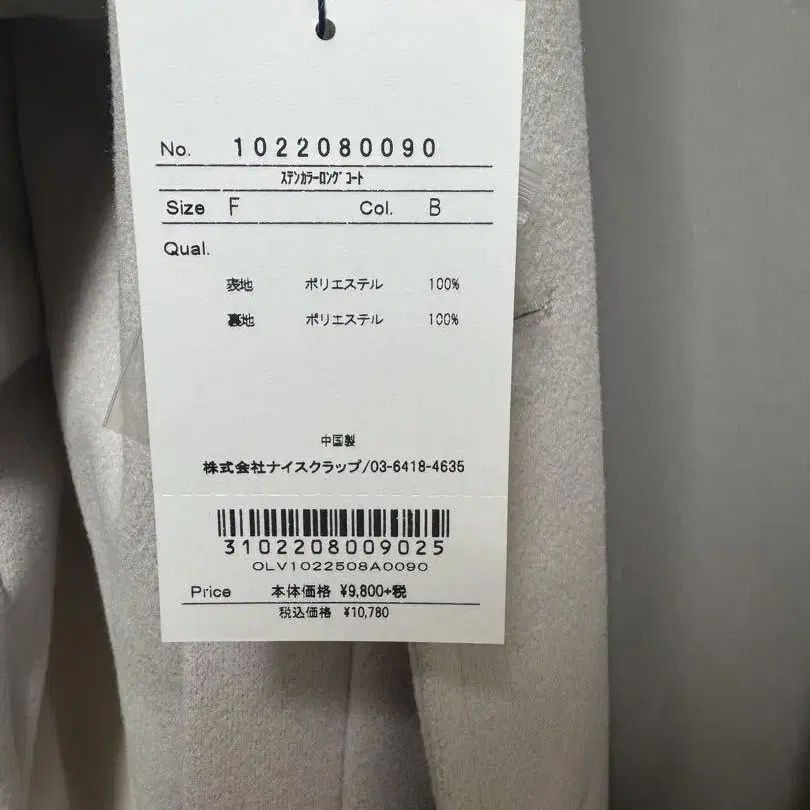 No. 1022080090
ｽﾃﾝｶﾗｰﾛﾝｸﾞｺｰﾄ
Size F Col. B
Qual.
表地 ポリエステル 100%
裏地 ポリエステル 100%
中国製
株式会社ナイスクラップ/03-6418-4635
3102208009025
OLV1022508A0090
Price 本体価格 ¥9,800+税
税込価格 ¥10,780